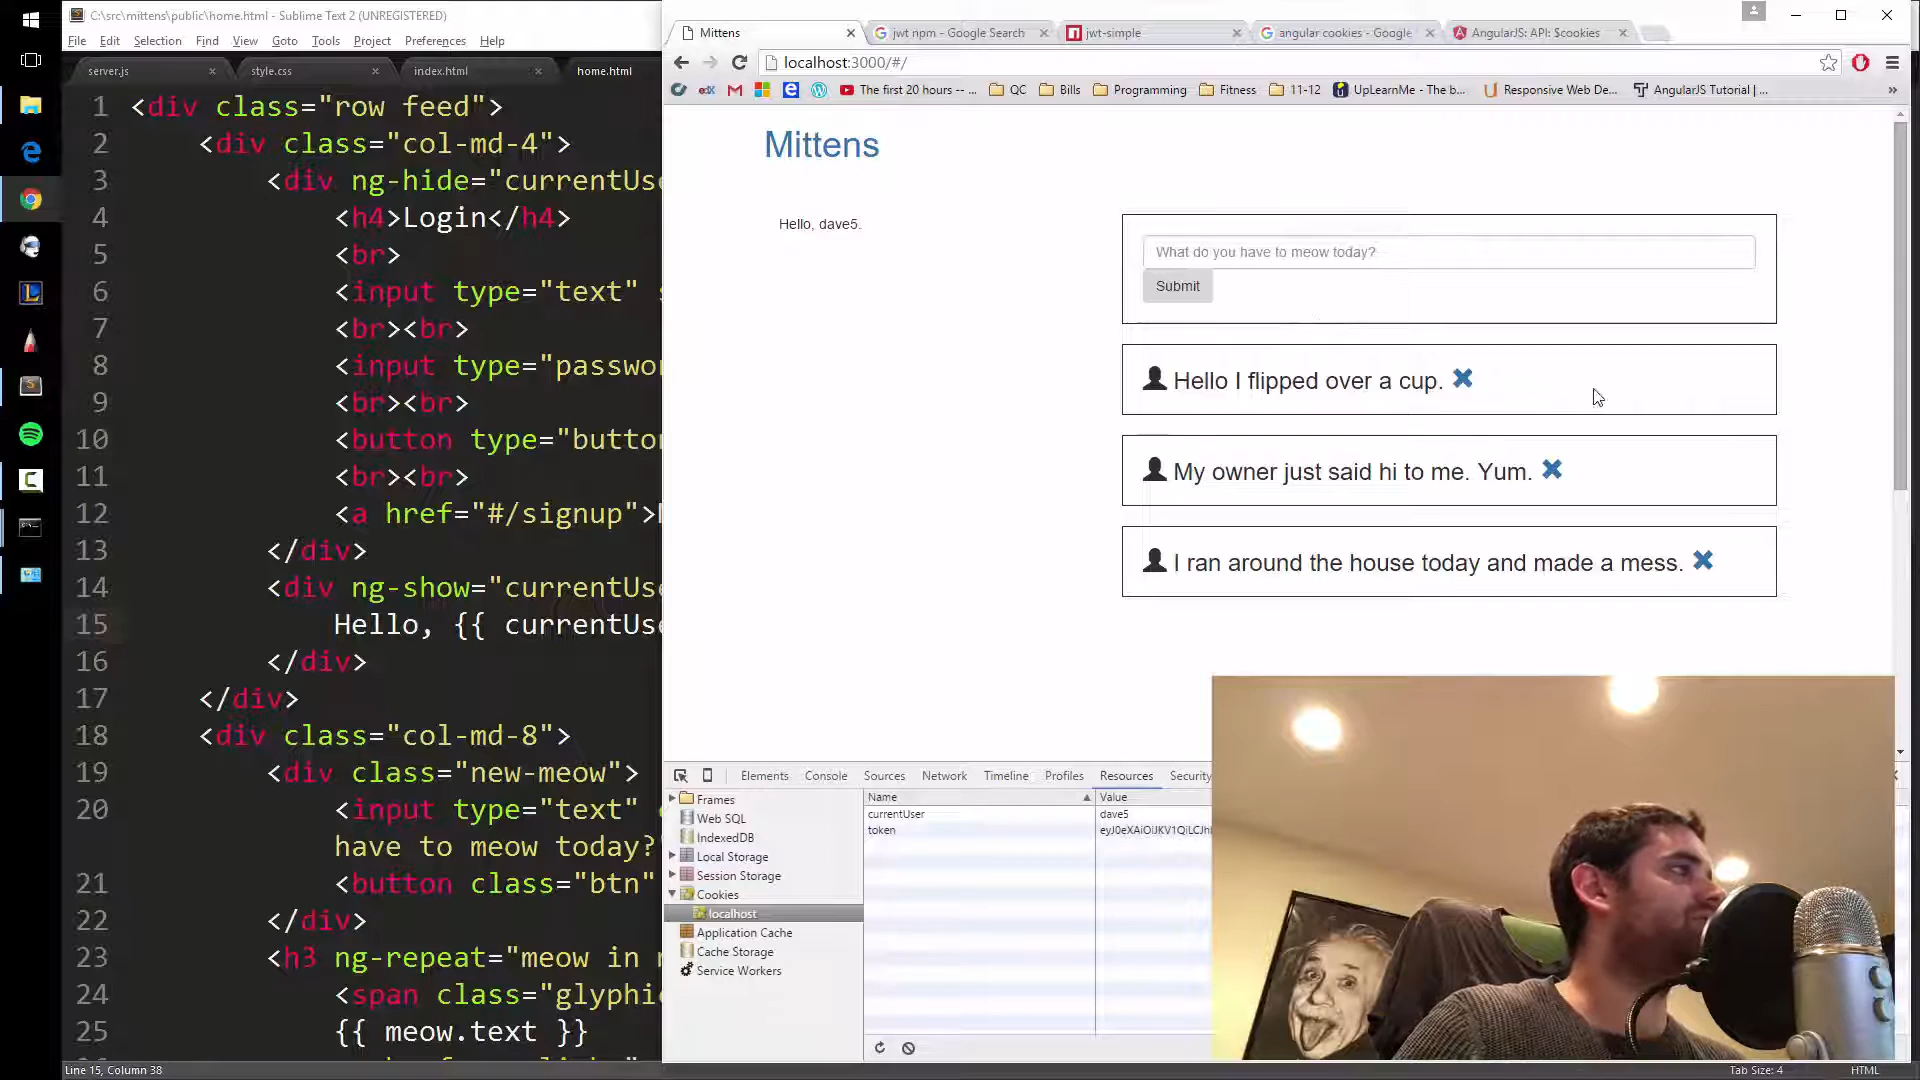 C:\src\mittens\public\home.html - Sublime Text 2 (UNREGISTERED)
File Edit Selection Find View Goto Tools Project Preferences Help
server.js
style.css
index.html
home.html
1 <div class="row feed">
2 <div class="col-md-4">
3 <div ng-hide="currentUse
4 <h4>Login</h4>
5 <br>
6 <input type="text" s
7 <br><br>
8 <input type="passwor
9 <br><br>
10 <button type="button
11 <br><br>
12 <a href="#/signup">
13 </div>
14 <div ng-show="currentUse
15 Hello, {{ currentUse
16 </div>
17 </div>
18 <div class="col-md-8">
19 <div class="new-meow">
20 <input type="text"
have to meow today?
21 <button class="btn"
22 </div>
23 <h3 ng-repeat="meow in
24 <span class="glyphic
25 {{ meow.text }}
Line 15, Column 38
Mittens
jwt npm - Google Search
jwt-simple
angular cookies - Google
AngularJS: API: $cookies
localhost:3000/#/
edX
The first 20 hours -- ...
QC
Bills
Programming
Fitness
11-12
UpLearnMe - The b...
Responsive Web De...
AngularJS Tutorial | ...
Mittens
Hello, dave5.
What do you have to meow today?
Submit
Hello I flipped over a cup.
My owner just said hi to me. Yum.
I ran around the house today and made a mess.
Elements Console Sources Network Timeline Profiles Resources Security
Frames
Web SQL
IndexedDB
Local Storage
Session Storage
Cookies
localhost
Application Cache
Cache Storage
Service Workers
Name Value
currentUser dave5
token
Tab Size: 4
HTML